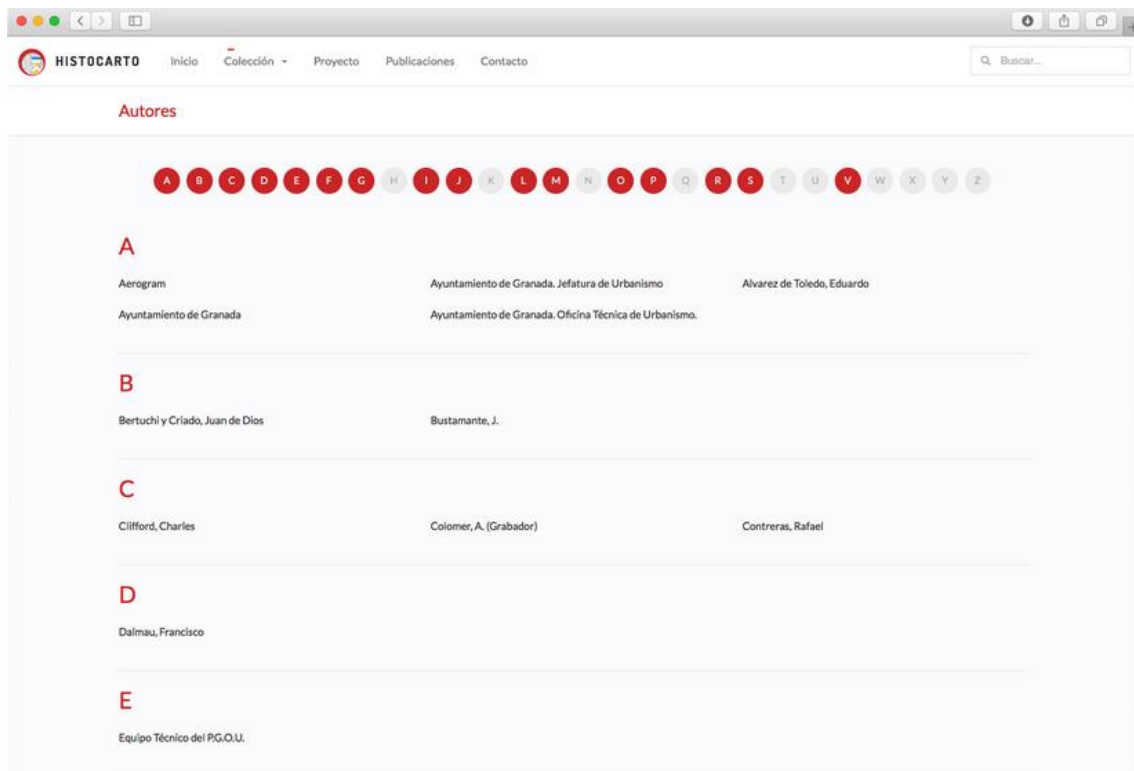 HISTOCARTO Inicio Colección Proyecto Publicaciones Contacto Buscar...
Autores
A B C D E F G H I J K L M N O P Q R S T U V W X Y Z
A
Aerogram Ayuntamiento de Granada. Jefatura de Urbanismo Alvarez de Toledo, Eduardo
Ayuntamiento de Granada Ayuntamiento de Granada. Oficina Técnica de Urbanismo.
B
Bertuchi y Criado, Juan de Dios Bustamante, J.
C
Clifford, Charles Colomer, A. (Grabador) Contreras, Rafael
D
Dalmau, Francisco
E
Equipo Técnico del P.G.O.U.